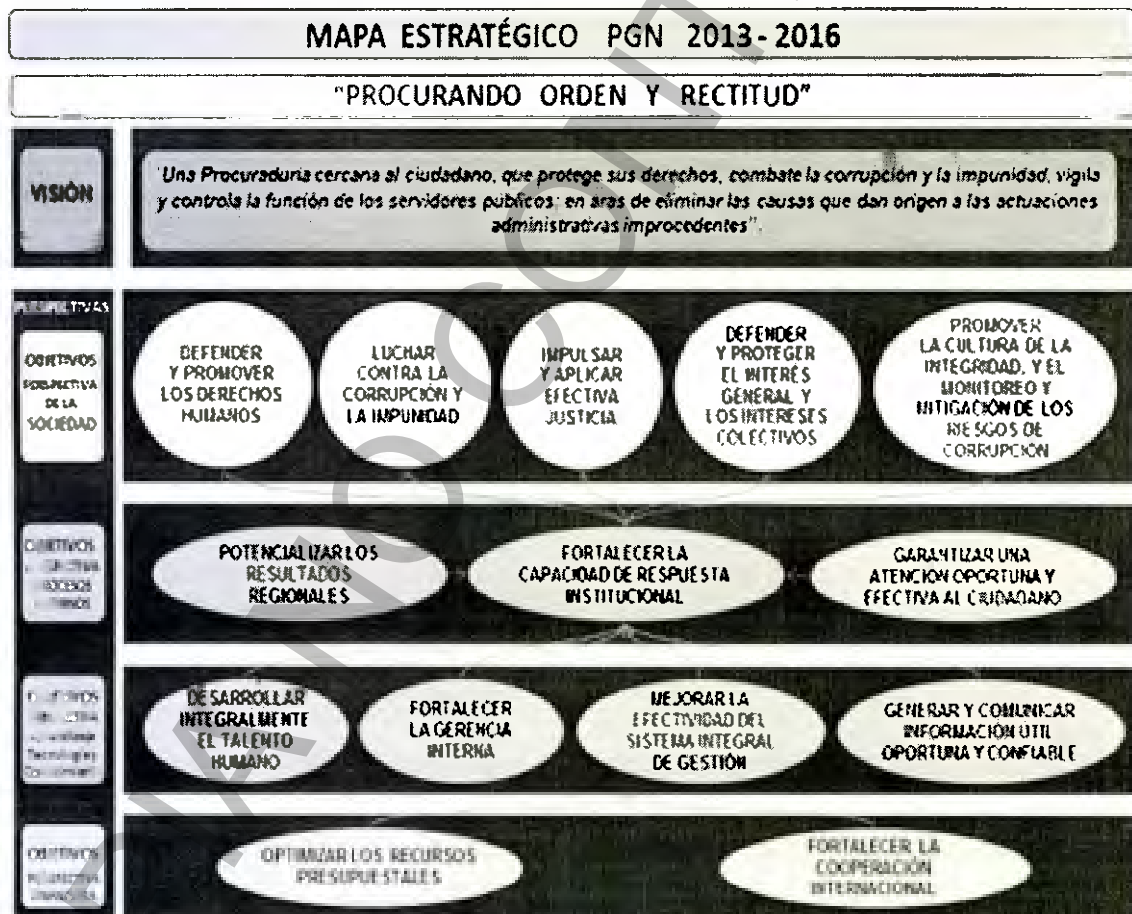 MAPA ESTRATÉGICO PGN 2013-2016
"PROCURANDO ORDEN Y RECTITUD"
VISIÓN
"Una Procuraduria cercana al ciudadano, que protege sus derechos, combate la corrupción y la impunidad, vigila
y controla la función de los servidores públicos; en aras de eliminar las causas que dan origen a las actuaciones
administrativas improcedentes".
PERSPECTIVAS
OBJETIVOS
PERSPECTIVA
DE LA
SOCIEDAD
DEFENDER
Y PROMOVER
LOS DERECHOS
HUMANOS
LUCHAR
CONTRA LA
CORRUPCIÓN Y
LA IMPUNIDAD
IMPULSAR
Y APLICAR
EFECTIVA
JUSTICIA
DEFENDER
Y PROTEGER
EL INTERÉS
GENERAL Y
LOS INTERESES
COLECTIVOS
PROMOVER
LA CULTURA DE LA
INTEGRIDAD, Y EL
MONITOREO Y
MITIGACIÓN DE LOS
RIESGOS DE
CORRUPCIÓN
OBJETIVOS
POTENCIALIZAR LOS
RESULTADOS
REGIONALES
FORTALECER LA
CAPACIDAD DE RESPUESTA
INSTITUCIONAL
GARANTIZAR UNA
ATENCION OPORTUNA Y
EFECTIVA AL CIUDADANO
OBJETIVOS
DESARROLLAR
INTEGRALMENTE
EL TALENTO
HUMANO
FORTALECER
LA GERENCIA
INTERNA
MEJORAR LA
EFECTIVIDAD DEL
SISTEMA INTEGRAL
DE GESTIÓN
GENERAR Y COMUNICAR
INFORMACIÓN ÚTIL
OPORTUNA Y CONFIABLE
OBJETIVOS
OPTIMIZAR LOS RECURSOS
PRESUPUESTALES
FORTALECER LA
COOPERACIÓN
INTERNACIONAL